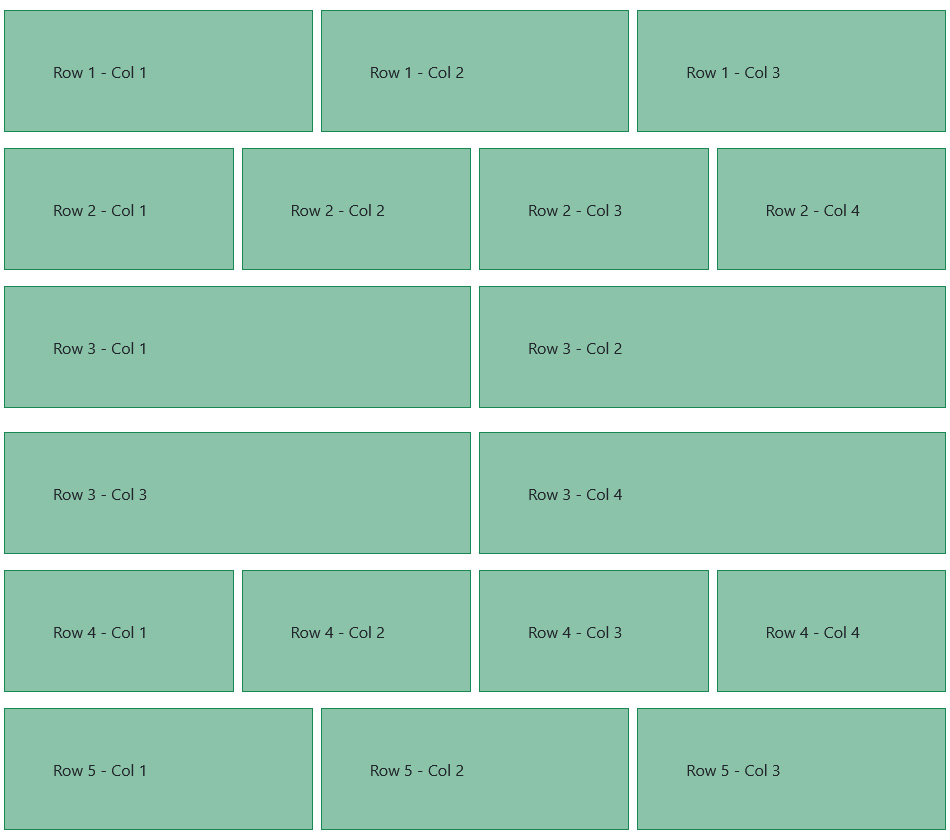 Row 1 - Col 1
Row 1 - Col 2
Row 1 - Col 3
Row 2 - Col 1
Row 2 - Col 2
Row 2 - Col 3
Row 2 - Col 4
Row 3 - Col 1
Row 3 - Col 2
Row 3 - Col 3
Row 3 - Col 4
Row 4 - Col 1
Row 4 - Col 2
Row 4 - Col 3
Row 4 - Col 4
Row 5 - Col 1
Row 5 - Col 2
Row 5 - Col 3